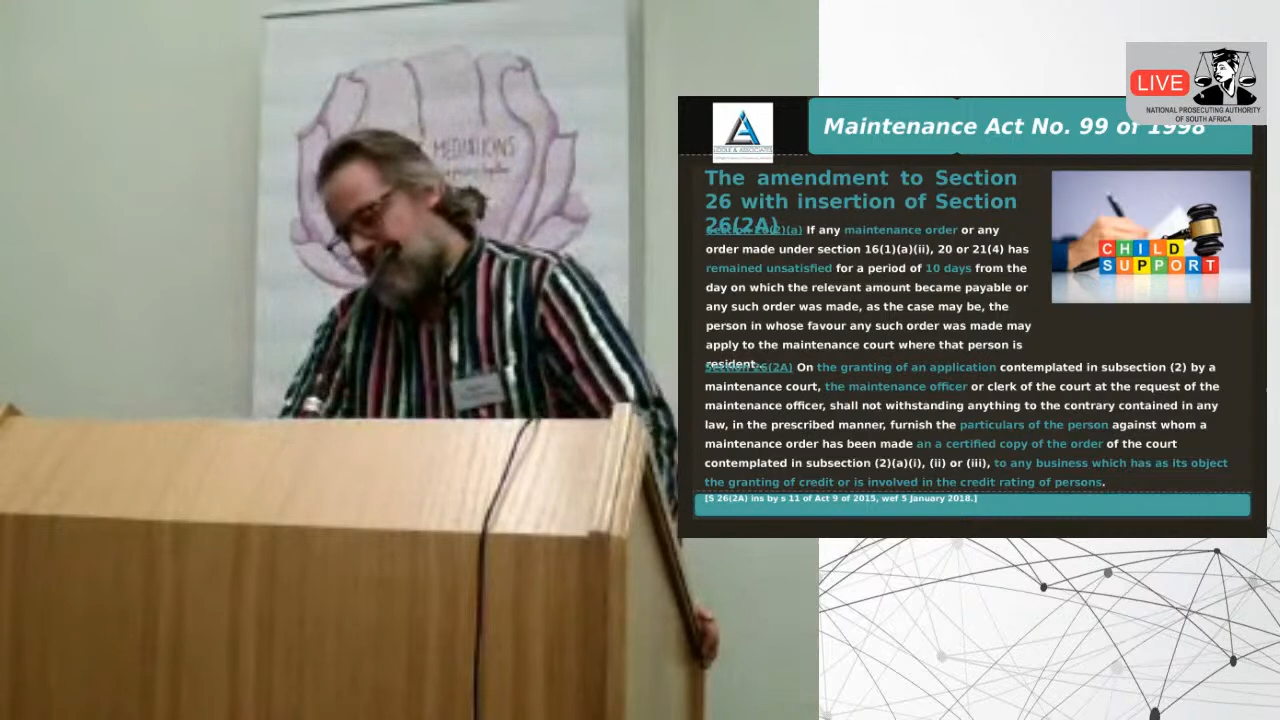 MEDIATIONS
LIVE
NATIONAL PROSECUTING AUTHORITY
OF SOUTH AFRICA
Maintenance Act No. 99 of 1998
The amendment to Section
26 with insertion of Section
26(2A)
Section 26(2)(a) If any maintenance order or any
order made under section 16(1)(a)(ii), 20 or 21(4) has
remained unsatisfied for a period of 10 days from the
day on which the relevant amount became payable or
any such order was made, as the case may be, the
person in whose favour any such order was made may
apply to the maintenance court where that person is
resident
CHILD
SUPPORT
Section 26(2A) On the granting of an application contemplated in subsection (2) by a
maintenance court, the maintenance officer or clerk of the court at the request of the
maintenance officer, shall not withstanding anything to the contrary contained in any
law, in the prescribed manner, furnish the particulars of the person against whom a
maintenance order has been made an a certified copy of the order of the court
contemplated in subsection (2)(a)(i), (ii) or (iii), to any business which has as its object
the granting of credit or is involved in the credit rating of persons.
[S 26(2A) ins by s 11 of Act 9 of 2015, wef 5 January 2018.]